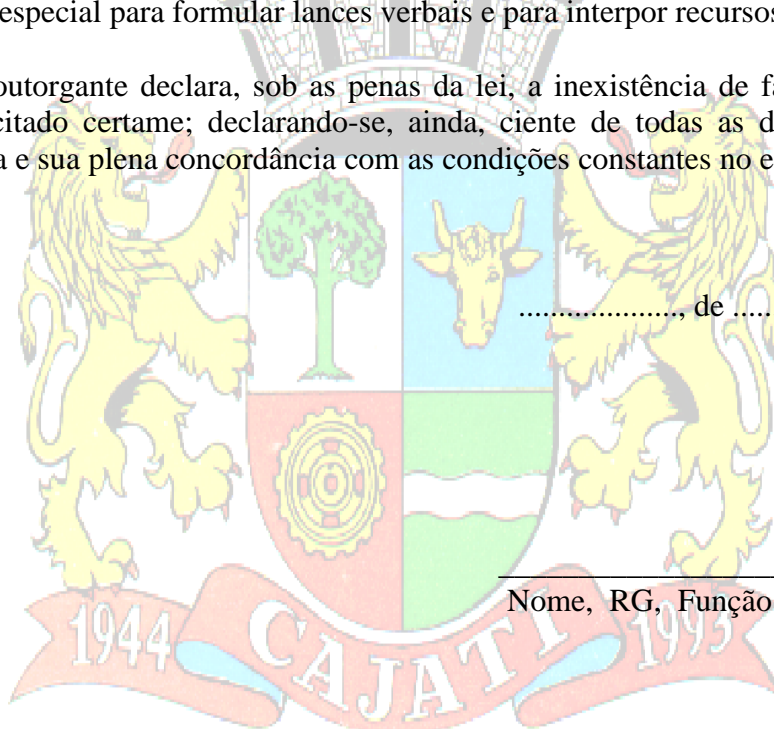 especial para formular lances verbais e para interpor recursos
outorgante declara, sob as penas da lei, a inexistência de fa
citado certame; declarando-se, ainda, ciente de todas as d
a e sua plena concordância com as condições constantes no e
...................., de .....
Nome, RG, Função
1944 CAJATI 1993